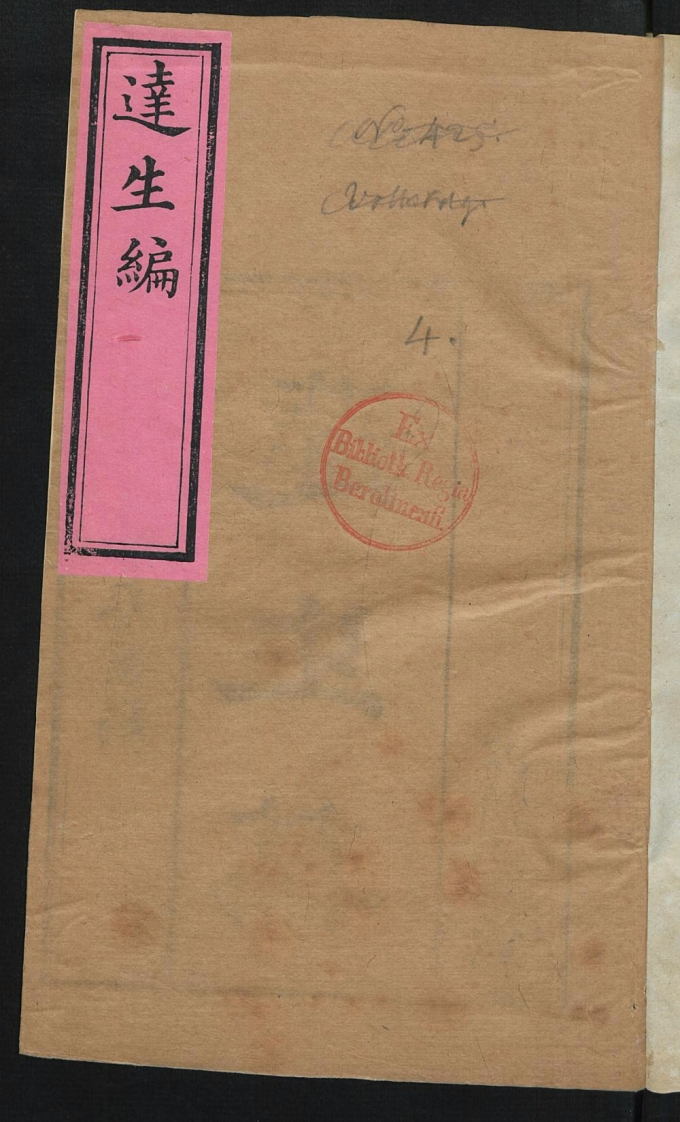 達生編
4.
Ex
Biblioth. Regia
Berolinensi.